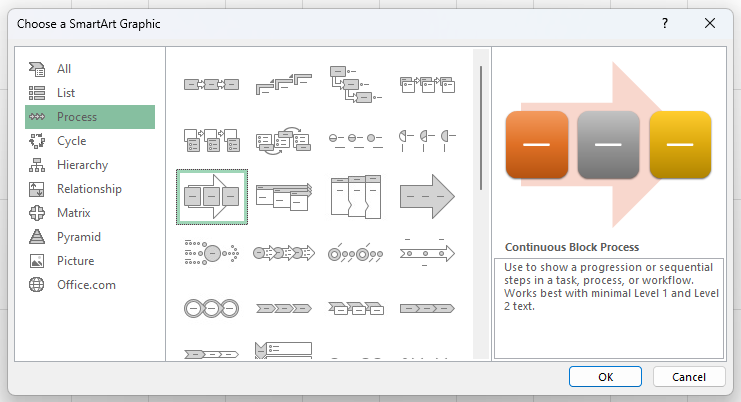 Choose a SmartArt Graphic
?
All
List
Process
Cycle
Hierarchy
Relationship
Matrix
Pyramid
Picture
Office.com
Continuous Block Process
Use to show a progression or sequential
steps in a task, process, or workflow.
Works best with minimal Level 1 and Level
2 text.
OK
Cancel